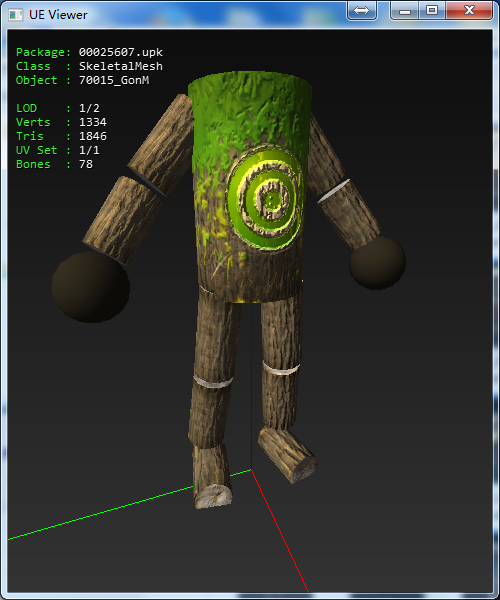 UE Viewer
Package: 00025607.upk
Class : SkeletalMesh
Object : 70015_GonM
LOD : 1/2
Verts : 1334
Tris : 1846
UV Set : 1/1
Bones : 78